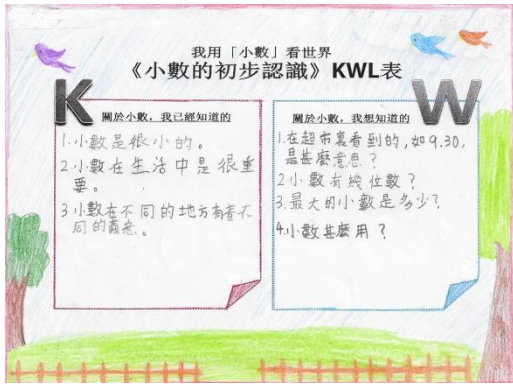 我用「小數」看世界
《小數的初步認識》KWL表
K
關於小數，我已經知道的
1.小數是很小的。
2.小數在生活中是很重
要。
3.小數在不同的地方有着不
同的義意。
W
關於小數，我想知道的
1.在超市裏看到的，如9.30，
是甚麼意思？
2.小數有幾位數？
3.最大的小數是多少？
4.小數甚麼用？